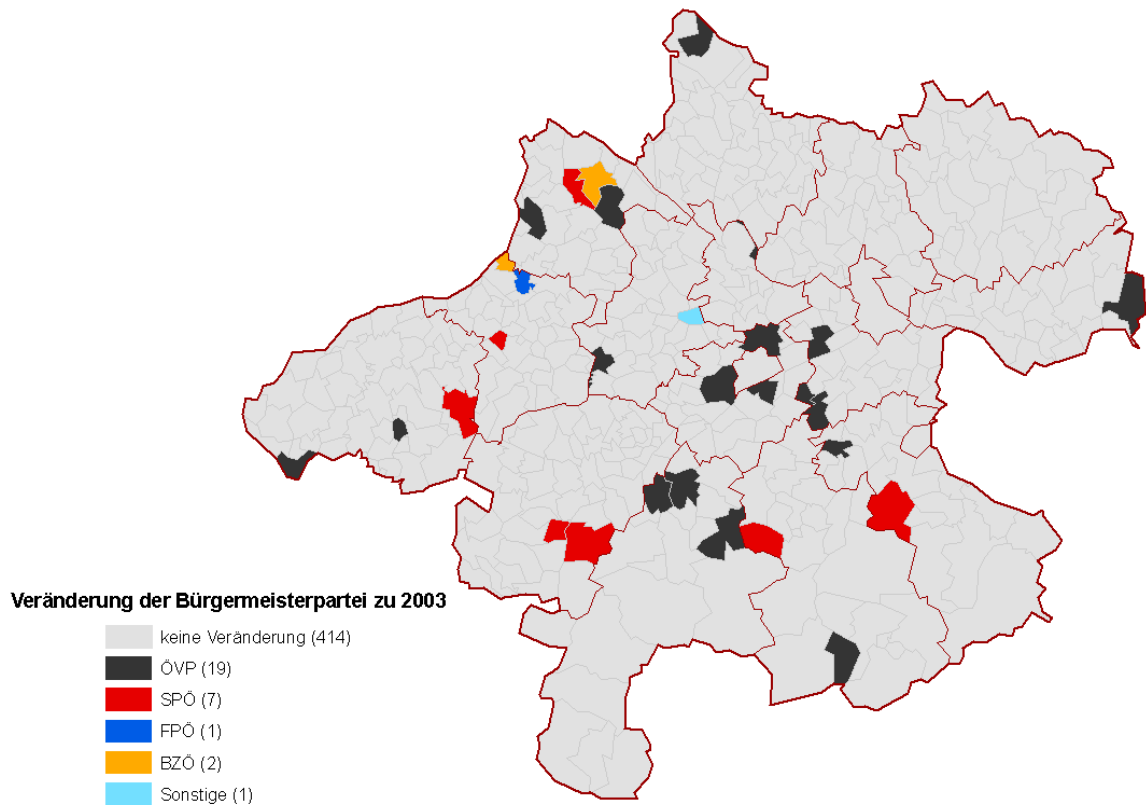 Veränderung der Bürgermeisterpartei zu 2003
keine Veränderung (414)
ÖVP (19)
SPÖ (7)
FPÖ (1)
BZÖ (2)
Sonstige (1)